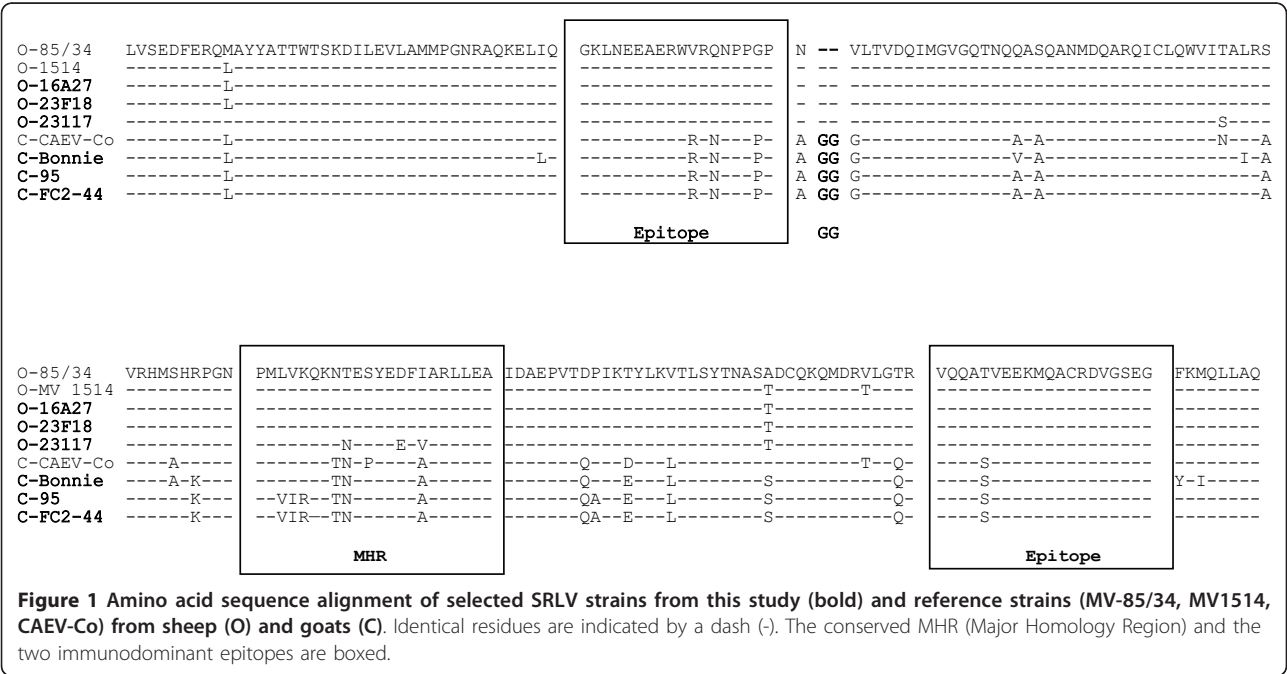 O-85/34 LVSEDFERQMAYYATTWTSKDILEVLAMMPGNRAQKELIQ GKLNEEAERWVRQNPPGP N -- VLTVDQIMGVGQTNQQASQANMDQARQICLQWVITALRS
O-1514 ---------L------------------------------ ------------------ - -- ---------------------------------------
O-16A27 ---------L------------------------------ ------------------ - -- ---------------------------------------
O-23F18 ---------L------------------------------ ------------------ - -- ---------------------------------------
O-23117 ---------------------------------------- ------------------ - -- ----------------------------------S----
C-CAEV-Co ---------L------------------------------ ----------R-N---P- A GG G--------------A-A----------------N---A
C-Bonnie ---------L----------------------------L- ----------R-N---P- A GG G--------------V-A------------------I-A
C-95 ---------L------------------------------ ----------R-N---P- A GG G--------------A-A--------------------A
C-FC2-44 ---------L------------------------------ ----------R-N---P- A GG G--------------A-A--------------------A
Epitope GG
O-85/34 VRHMSHRPGN PMLVKQKNTESYEDFIARLLEA IDAEPVTDPIKTYLKVTLSYTNASADCQKQMDRVLGTR VQQATVEEKMQACRDVGSEG FKMQLLAQ
O-MV 1514 ---------- ---------------------- ------------------------T--------T---- -------------------- --------
O-16A27 ---------- ---------------------- ------------------------T------------- -------------------- --------
O-23F18 ---------- ---------------------- ------------------------T------------- -------------------- --------
O-23117 ---------- --------N----E-V------ ------------------------T------------- -------------------- --------
C-CAEV-Co ----A----- -------TN-P----A------ -------Q---D---L-----------------T--Q- ----S--------------- --------
C-Bonnie ----A-K--- -------TN------A------ -------Q---E---L--------S-----------Q- ----S--------------- Y-I-----
C-95 ------K--- --VIR--TN------A------ -------QA--E---L--------S-----------Q- ----S--------------- --------
C-FC2-44 ------K--- --VIR--TN------A------ -------QA--E---L--------S-----------Q- ----S--------------- --------
MHR Epitope
Figure 1 Amino acid sequence alignment of selected SRLV strains from this study (bold) and reference strains (MV-85/34, MV1514,
CAEV-Co) from sheep (O) and goats (C). Identical residues are indicated by a dash (-). The conserved MHR (Major Homology Region) and the
two immunodominant epitopes are boxed.